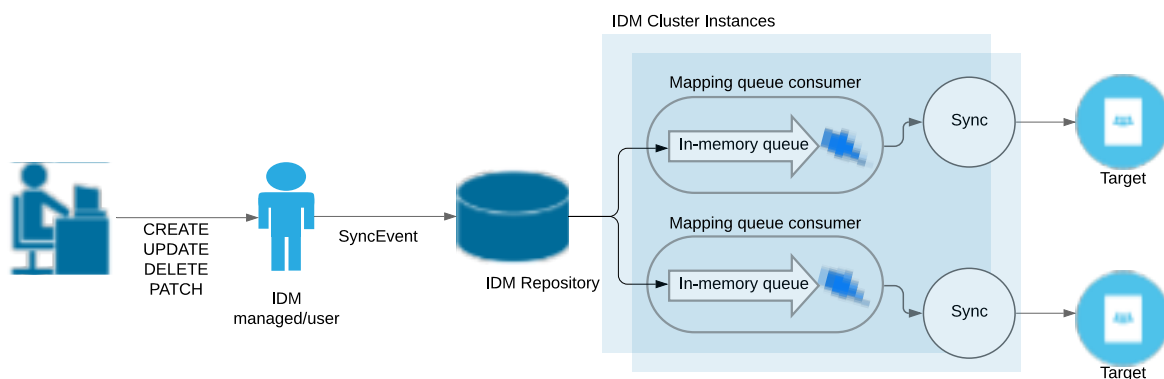 IDM Cluster Instances
Mapping queue consumer
In-memory queue
Sync
Target
CREATE
UPDATE
DELETE
PATCH
IDM
managed/user
SyncEvent
IDM Repository
Mapping queue consumer
In-memory queue
Sync
Target